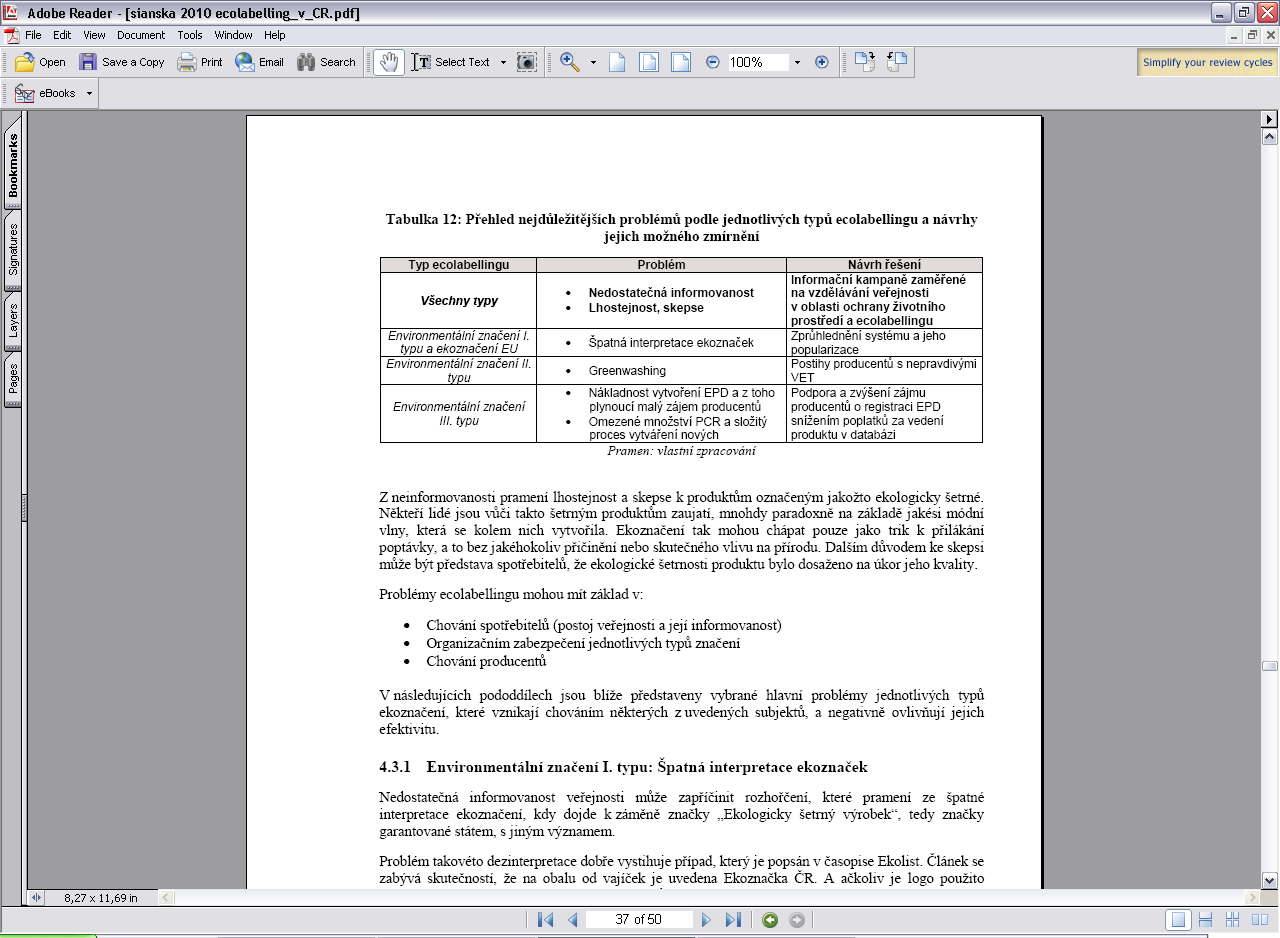 Adobe Reader - [sianska 2010 ecolabelling_v_CR.pdf]
File Edit View Document Tools Window Help
Open Save a Copy Print Email Search Select Text 100% Simplify your review cycles
eBooks
Bookmarks
Signatures
Layers
Pages
Tabulka 12: Přehled nejdůležitějších problémů podle jednotlivých typů ecolabellingu a návrhy
jejich možného zmírnění
Typ ecolabellingu Problém Návrh řešení
Všechny typy
• Nedostatečná informovanost
• Lhostejnost, skepse
Informační kampaně zaměřené
na vzdělávání veřejnosti
v oblasti ochrany životního
prostředí a ecolabellingu
Environmentální značení I.
typu a ekoznačení EU
• Špatná interpretace ekoznaček
Zprůhlednění systému a jeho
popularizace
Environmentální značení II.
typu
• Greenwashing
Postihy producentů s nepravdivými
VET
Environmentální značení
III. typu
• Nákladnost vytvoření EPD a z toho
plynoucí malý zájem producentů
• Omezené množství PCR a složitý
proces vytváření nových
Podpora a zvýšení zájmu
producentů o registraci EPD
snížením poplatků za vedení
produktu v databázi
Pramen: vlastní zpracování
Z neinformovanosti pramení lhostejnost a skepse k produktům označeným jakožto ekologicky šetrné.
Někteří lidé jsou vůči takto šetrným produktům zaujatí, mnohdy paradoxně na základě jakési módní
vlny, která se kolem nich vytvořila. Ekoznačení tak mohou chápat pouze jako trik k přilákání
poptávky, a to bez jakéhokoliv přičinění nebo skutečného vlivu na přírodu. Dalším důvodem ke skepsi
může být představa spotřebitelů, že ekologické šetrnosti produktu bylo dosaženo na úkor jeho kvality.
Problémy ecolabellingu mohou mít základ v:
• Chování spotřebitelů (postoj veřejnosti a její informovanost)
• Organizačním zabezpečení jednotlivých typů značení
• Chování producentů
V následujících pododdílech jsou blíže představeny vybrané hlavní problémy jednotlivých typů
ekoznačení, které vznikají chováním některých z uvedených subjektů, a negativně ovlivňují jejich
efektivitu.
4.3.1 Environmentální značení I. typu: Špatná interpretace ekoznaček
Nedostatečná informovanost veřejnosti může zapříčinit rozhořčení, které pramení ze špatné
interpretace ekoznačení, kdy dojde k záměně značky „Ekologicky šetrný výrobek“, tedy značky
garantované státem, s jiným významem.
Problém takovéto dezinterpretace dobře vystihuje případ, který je popsán v časopise Ekolist. Článek se
zabývá skutečností, že na obalu od vajíček je uvedena Ekoznačka ČR. A ačkoliv je logo použito
8,27 x 11,69 in
37 of 50